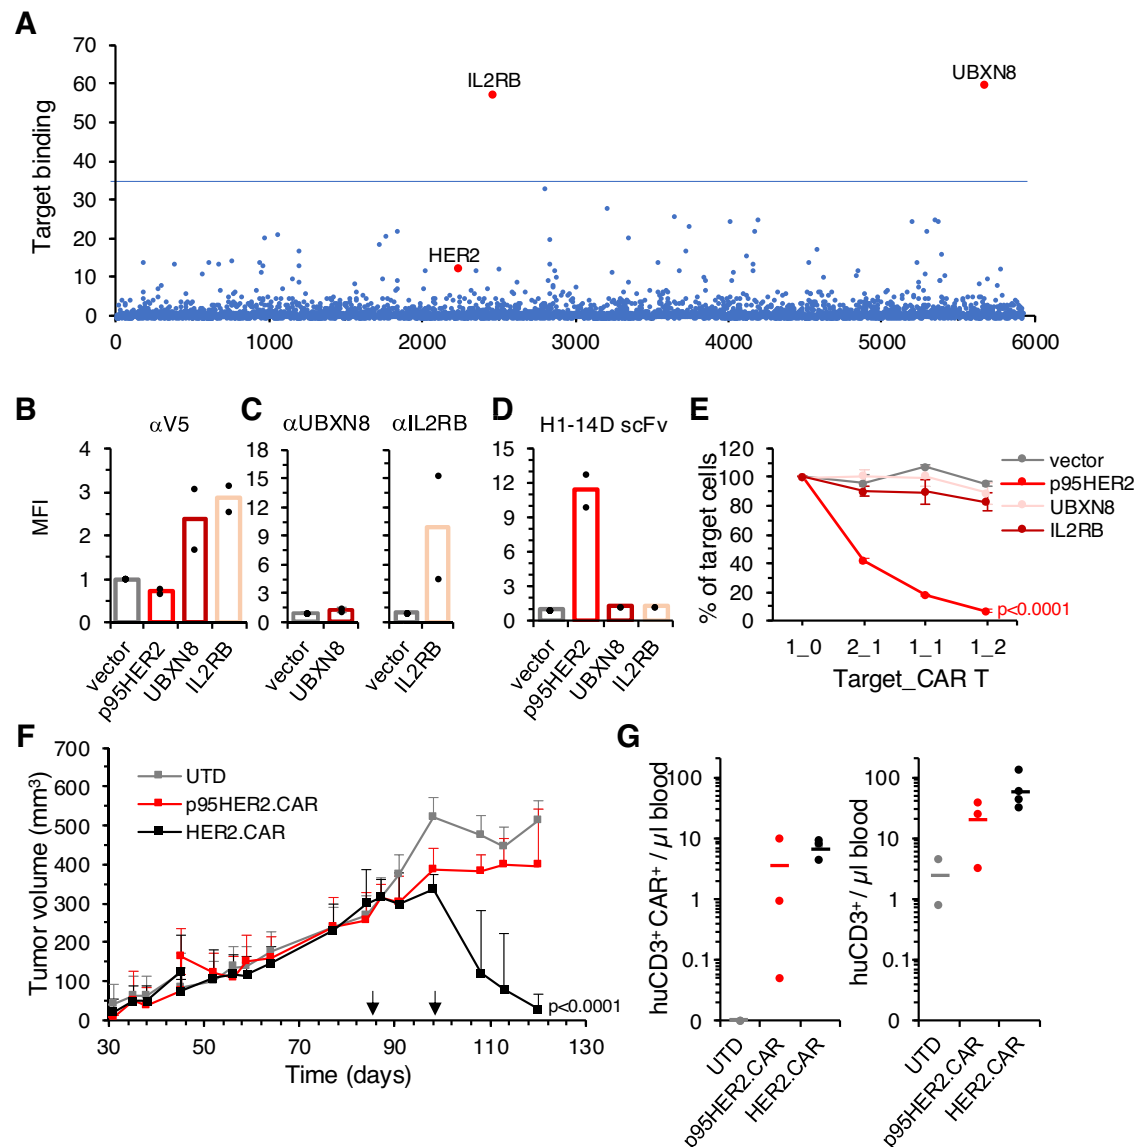 A
70
60
50
40
30
20
10
0
Target binding
IL2RB
UBXN8
HER2
0 1000 2000 3000 4000 5000 6000
B
αV5
4
3
2
1
0
MFI
vector
p95HER2
UBXN8
IL2RB
C
αUBXN8
18
15
12
9
6
3
0
vector
UBXN8
αIL2RB
vector
IL2RB
D
H1-14D scFv
15
12
9
6
3
0
vector
p95HER2
UBXN8
IL2RB
E
120
100
80
60
40
20
0
% of target cells
vector
p95HER2
UBXN8
IL2RB
p<0.0001
1_0 2_1 1_1 1_2
Target_CAR T
F
700
600
500
400
300
200
100
0
Tumor volume (mm³)
UTD
p95HER2.CAR
HER2.CAR
p<0.0001
30 50 70 90 110 130
Time (days)
G
huCD3⁺ CAR⁺ / µl blood
100
10
1
0.1
0
UTD
p95HER2.CAR
HER2.CAR
huCD3⁺ / µl blood
100
10
1
0.1
0
UTD
p95HER2.CAR
HER2.CAR